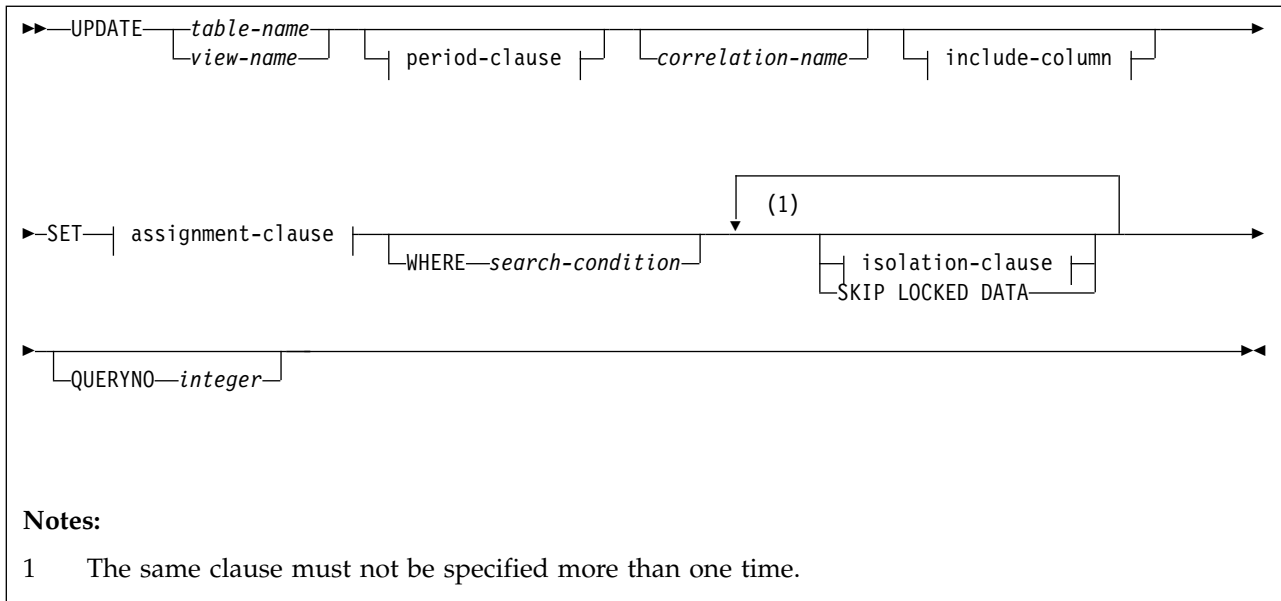 UPDATE table-name
view-name period-clause correlation-name include-column
(1)
SET assignment-clause
WHERE search-condition isolation-clause
SKIP LOCKED DATA
QUERYNO integer
Notes:
1 The same clause must not be specified more than one time.